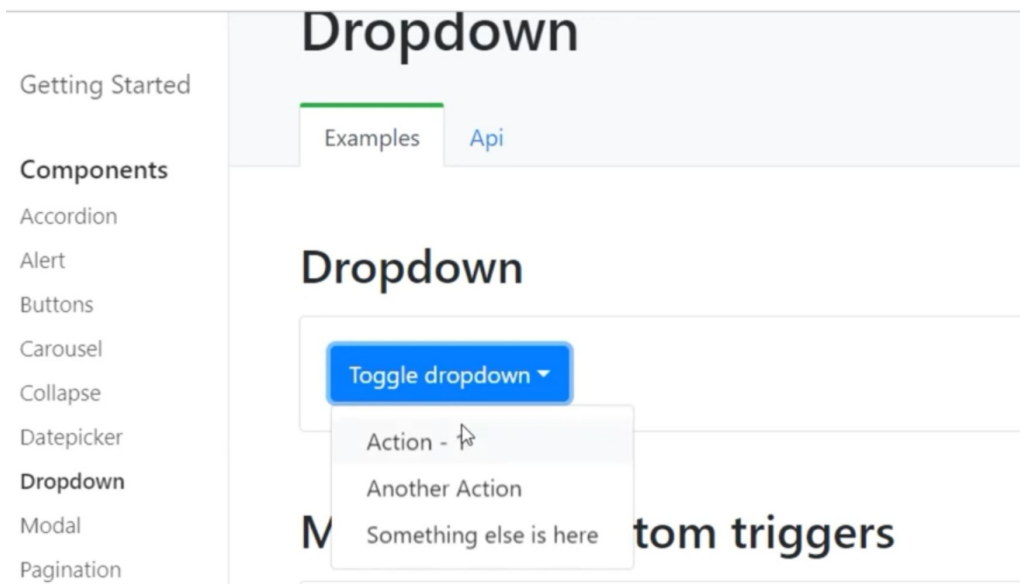 Dropdown
Getting Started
Examples
Api
Components
Accordion
Alert
Buttons
Carousel
Collapse
Datepicker
Dropdown
Modal
Pagination
Dropdown
Toggle dropdown
Action -
Another Action
Something else is here
tom triggers